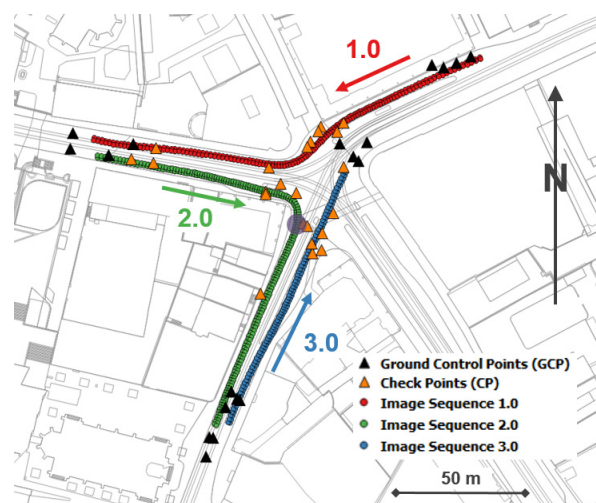 1.0
N
2.0
3.0
Ground Control Points (GCP)
Check Points (CP)
Image Sequence 1.0
Image Sequence 2.0
Image Sequence 3.0
50 m